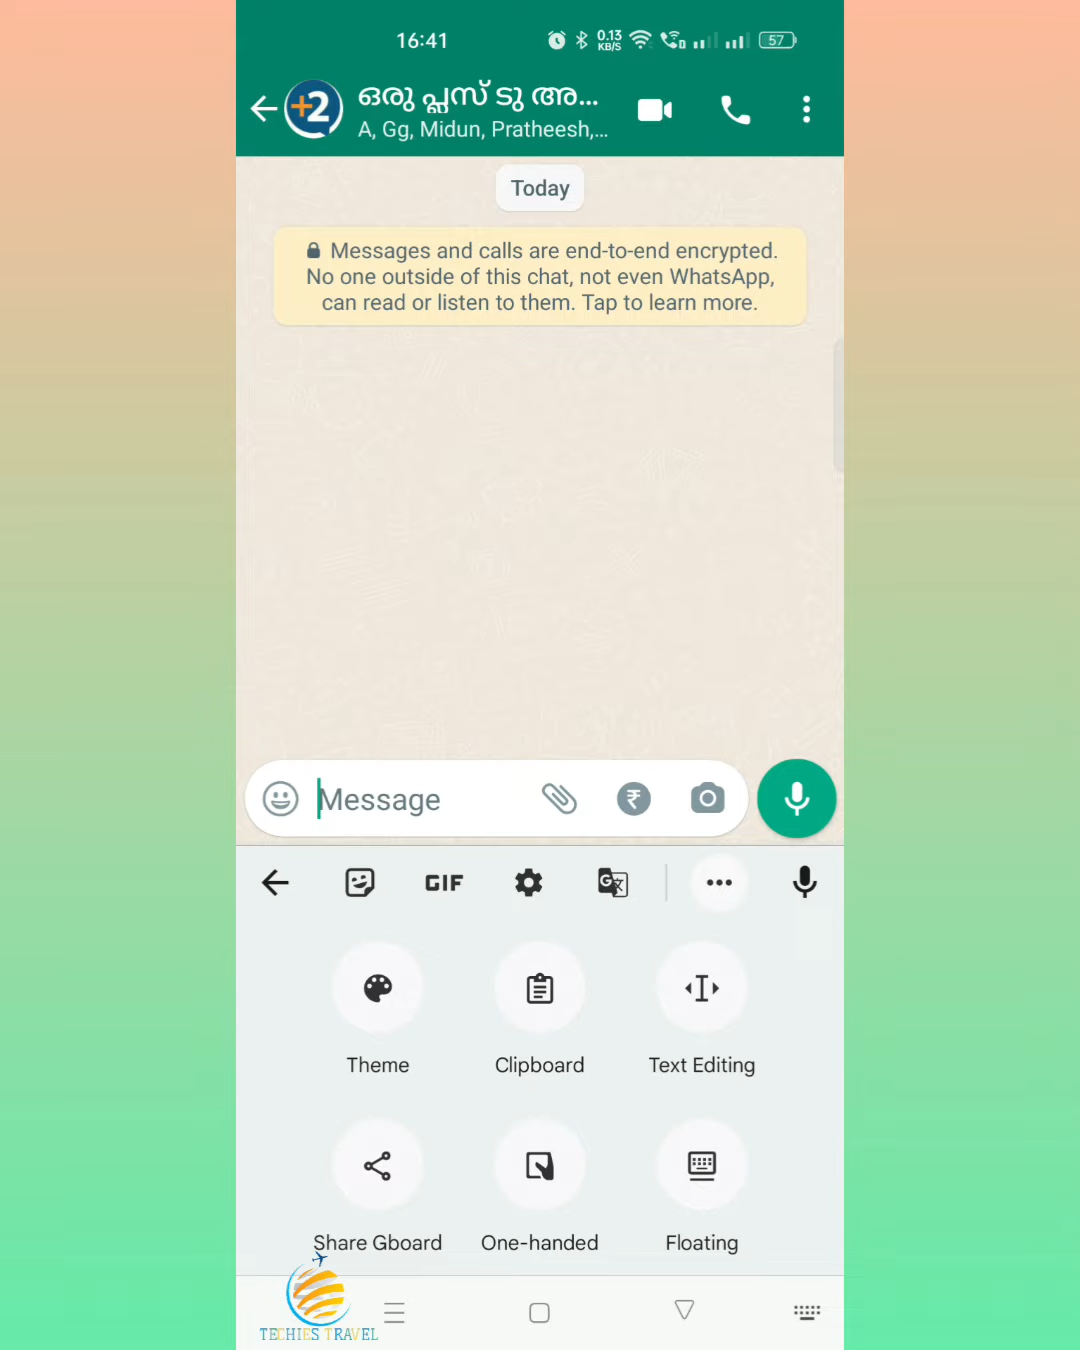 16:41
0.13
KB/S
57
+2
ഒരു പ്ലസ് ടു അ...
A, Gg, Midun, Pratheesh,...
Today
Messages and calls are end-to-end encrypted.
No one outside of this chat, not even WhatsApp,
can read or listen to them. Tap to learn more.
Message
GIF
Theme
Clipboard
Text Editing
Share Gboard
One-handed
Floating
TECHIES TRAVEL